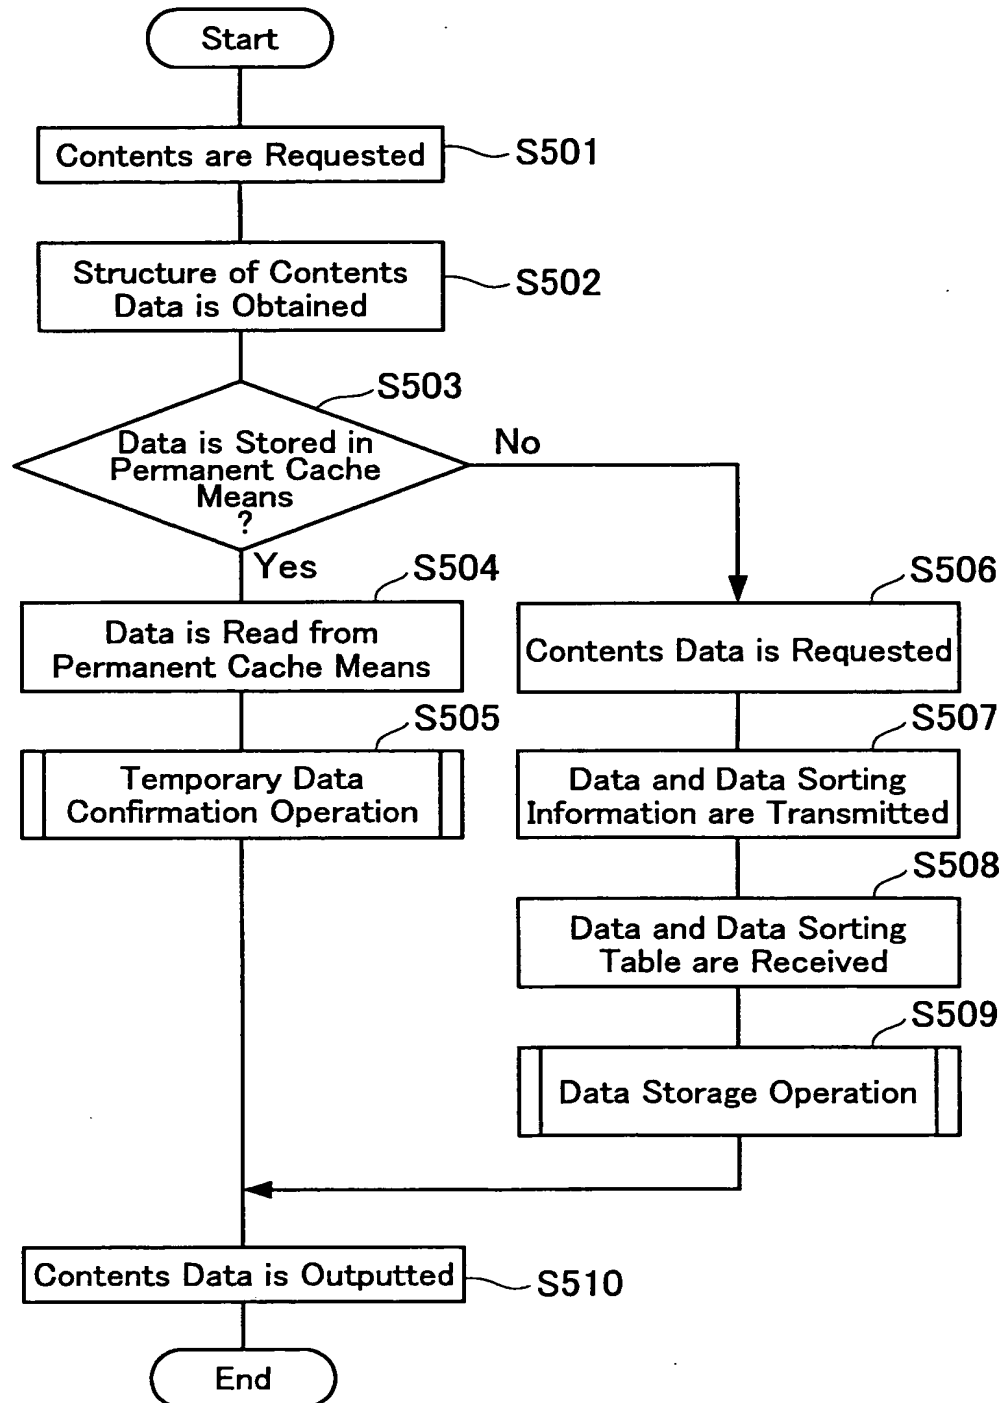 Start
Contents are Requested
S501
Structure of Contents
Data is Obtained
S502
S503
Data is Stored in
Permanent Cache
Means
?
No
Yes
S504
Data is Read from
Permanent Cache Means
S505
Temporary Data
Confirmation Operation
S506
Contents Data is Requested
S507
Data and Data Sorting
Information are Transmitted
S508
Data and Data Sorting
Table are Received
S509
Data Storage Operation
Contents Data is Outputted
S510
End